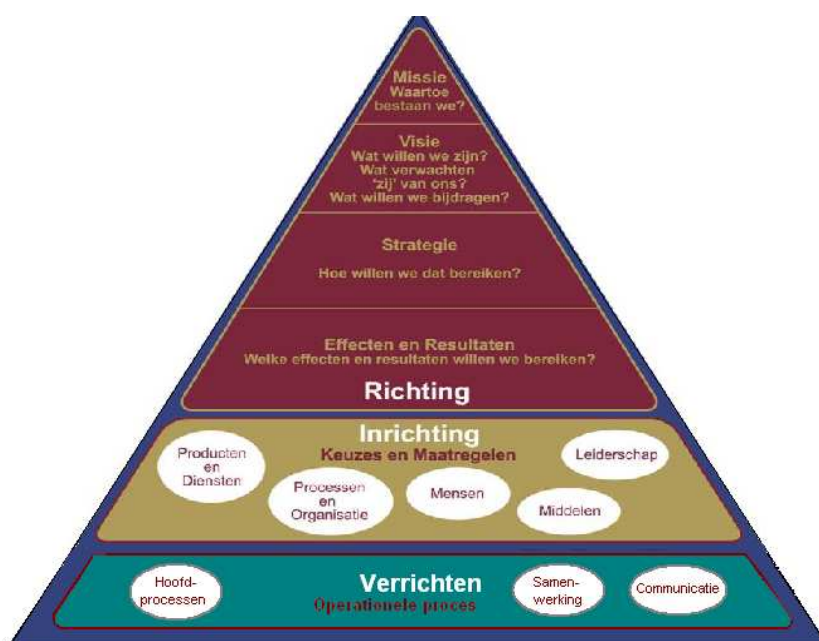 Missie
Waartoe
bestaan we?
Visie
Wat willen we zijn?
Wat verwachten
'zij' van ons?
Wat willen we bijdragen?
Strategie
Hoe willen we dat bereiken?
Effecten en Resultaten
Welke effecten en resultaten willen we bereiken?
Richting
Inrichting
Keuzes en Maatregelen
Producten
en
Diensten
Processen
en
Organisatie
Mensen
Middelen
Leiderschap
Verrichten
Operationele proces
Hoofd-
processen
Samen-
werking
Communicatie